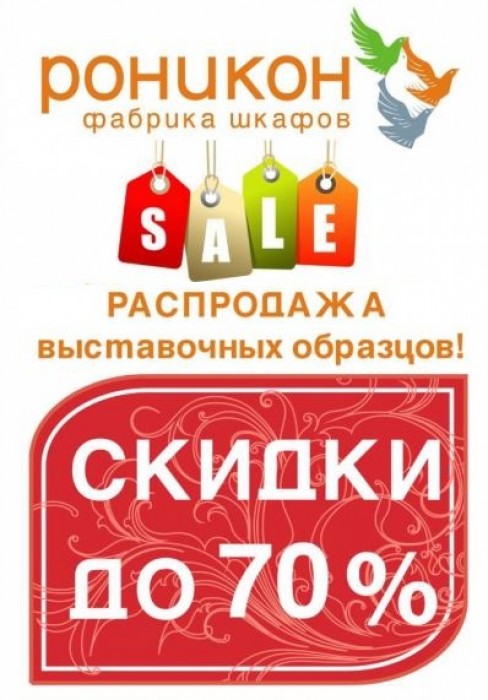 роникон
фабрика шкафов
SALE
РАСПРОДАЖА
выставочных образцов!
СКИДКИ
ДО 70%